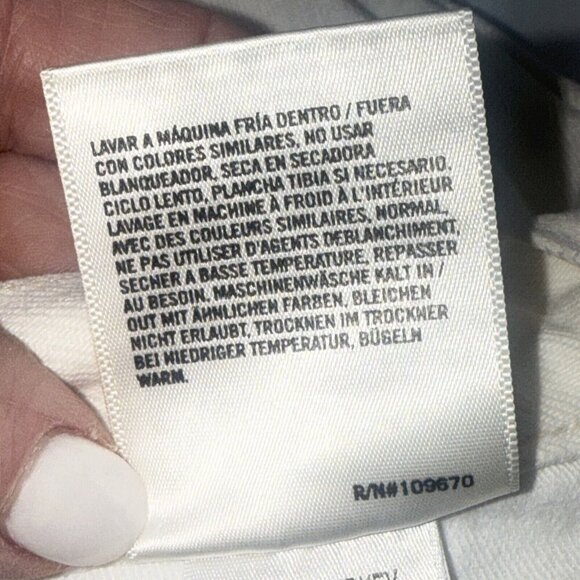 LAVAR A MÁQUINA FRÍA DENTRO / FUERA
CON COLORES SIMILARES, NO USAR
BLANQUEADOR, SECA EN SECADORA
CICLO LENTO, PLANCHA TIBIA SI NECESARIO.
LAVAGE EN MACHINE À FROID À L'INTÉRIEUR
AVEC DES COULEURS SIMILAIRES, NORMAL,
NE PAS UTILISER D'AGENTS DEBLANCHIMENT,
SECHER A BASSE TEMPERATURE, REPASSER
AU BESOIN. MASCHINENWÄSCHE KALT IN /
OUT MIT ÄHNLICHEN FARBEN, BLEICHEN
NICHT ERLAUBT, TROCKNEN IM TROCKNER
BEI NIEDRIGER TEMPERATUR, BÜGELN
WARM.
R/N#109670